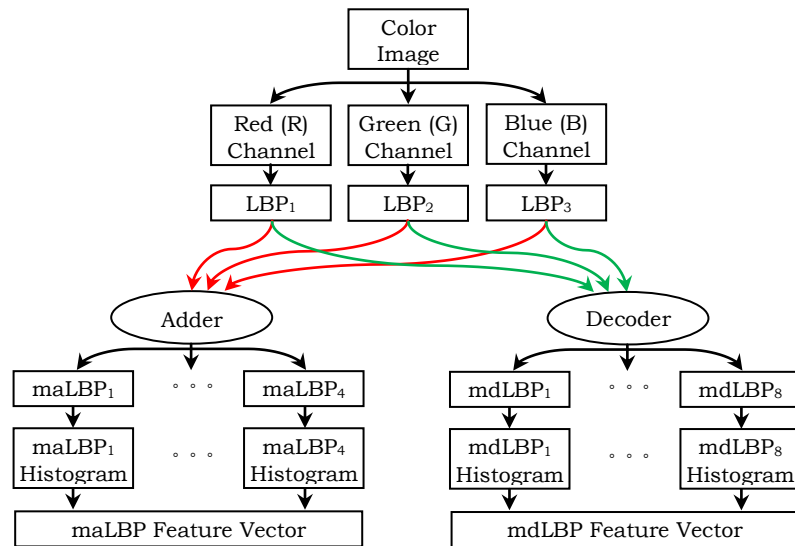 Color
Image
Red (R)
Channel
Green (G)
Channel
Blue (B)
Channel
LBP₁
LBP₂
LBP₃
Adder
Decoder
maLBP₁
maLBP₄
mdLBP₁
mdLBP₈
maLBP₁
Histogram
maLBP₄
Histogram
mdLBP₁
Histogram
mdLBP₈
Histogram
maLBP Feature Vector
mdLBP Feature Vector